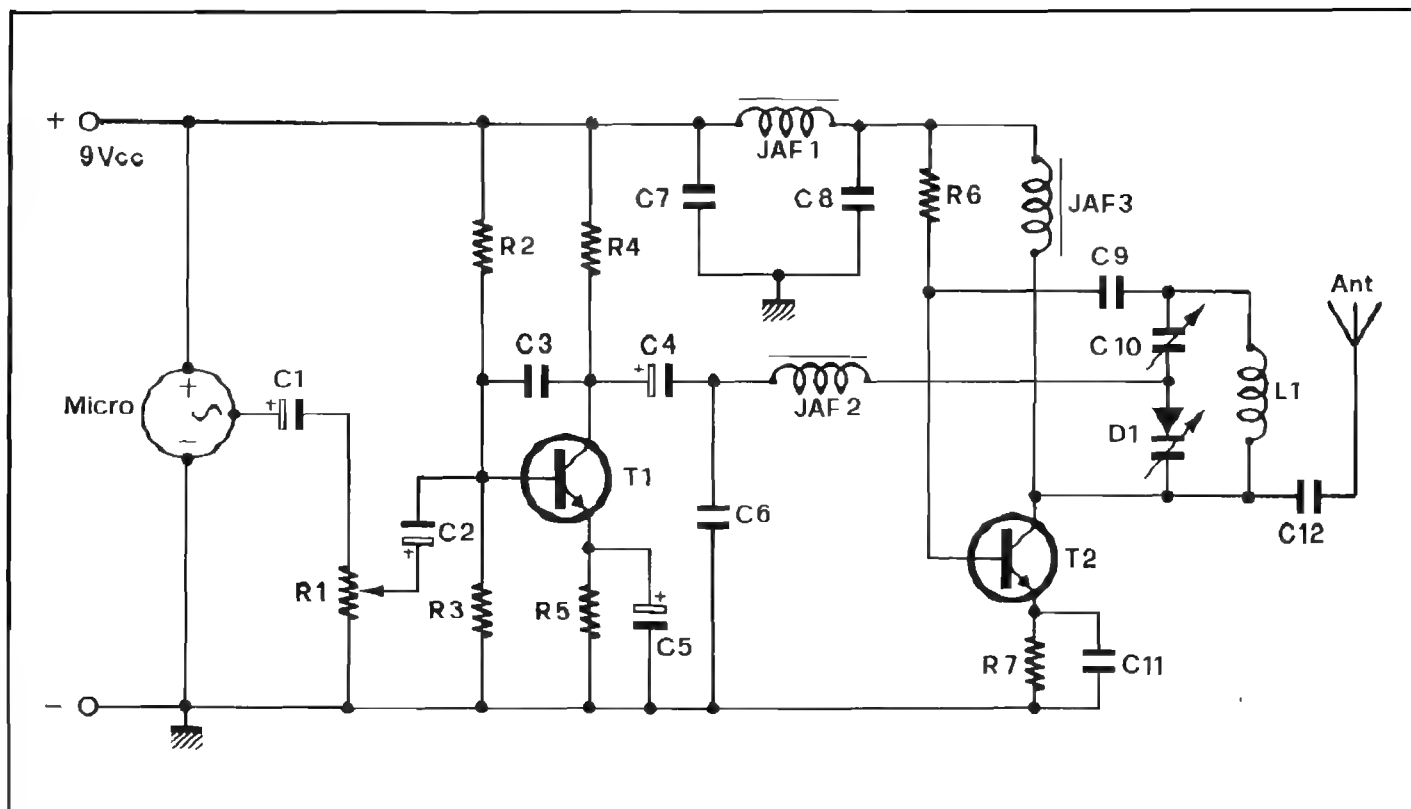 +
9Vcc
JAF1
C7
C8
R6
JAF3
R2
R4
C9
Ant
C3
C4
C10
+
JAF2
L1
Micro
+
-
C1
+
D1
T1
C2
+
C6
C12
T2
R1
R3
R5
+
C5
R7
C11
-